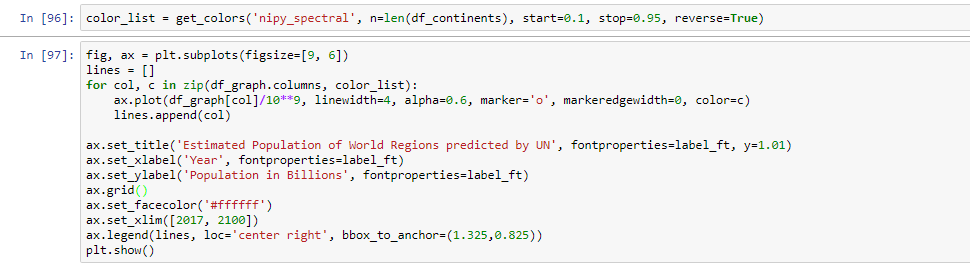 In [96]: color_list = get_colors('nipy_spectral', n=len(df_continents), start=0.1, stop=0.95, reverse=True)
In [97]: fig, ax = plt.subplots(figsize=[9, 6])
lines = []
for col, c in zip(df_graph.columns, color_list):
    ax.plot(df_graph[col]/10**9, linewidth=4, alpha=0.6, marker='o', markeredgewidth=0, color=c)
    lines.append(col)

ax.set_title('Estimated Population of World Regions predicted by UN', fontproperties=label_ft, y=1.01)
ax.set_xlabel('Year', fontproperties=label_ft)
ax.set_ylabel('Population in Billions', fontproperties=label_ft)
ax.grid()
ax.set_facecolor('#ffffff')
ax.set_xlim([2017, 2100])
ax.legend(lines, loc='center right', bbox_to_anchor=(1.325,0.825))
plt.show()